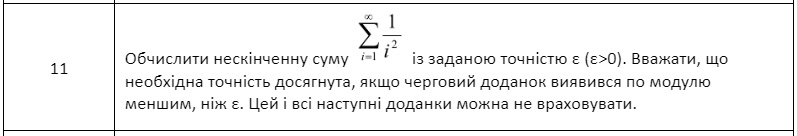 11
Обчислити нескінченну суму $\sum_{i=1}^{\infty} \frac{1}{i^2}$ із заданою точністю ε (ε>0). Вважати, що
необхідна точність досягнута, якщо черговий доданок виявився по модулю
меншим, ніж ε. Цей і всі наступні доданки можна не враховувати.